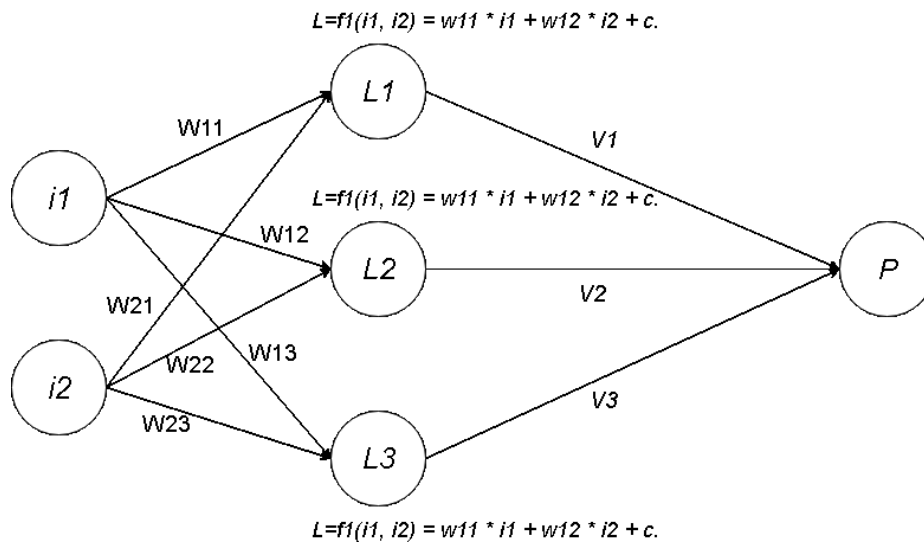 L=f1(i1, i2) = w11 * i1 + w12 * i2 + c.
L1
W11
V1
i1
L=f1(i1, i2) = w11 * i1 + w12 * i2 + c.
W12
L2
P
W21
V2
W22
W13
i2
V3
W23
L3
L=f1(i1, i2) = w11 * i1 + w12 * i2 + c.